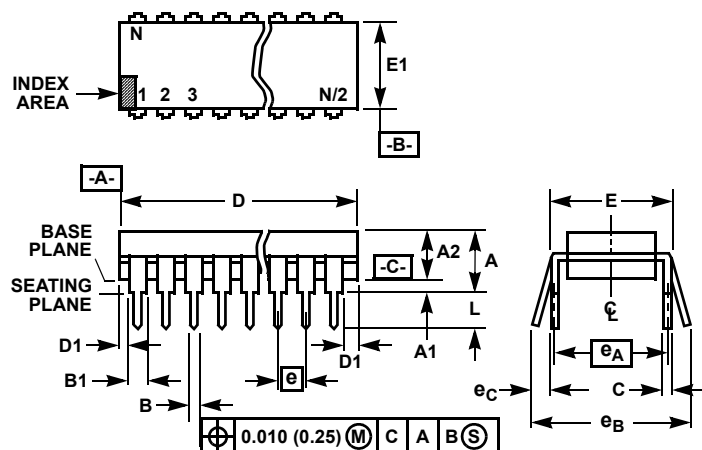 N
E1
INDEX
AREA
1 2 3 N/2
-B-
-A-
D
E
BASE
PLANE
A2
A
-C-
SEATING
PLANE
L
C
L
D1
A1
D1
eA
B1
e
eC
C
B
eB
0.010 (0.25) M C A B S